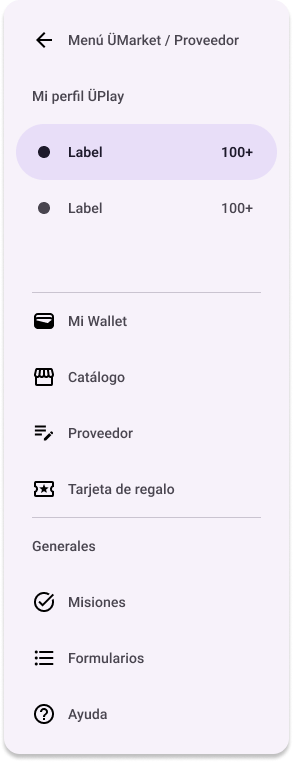 Menú ÜMarket / Proveedor
Mi perfil ÜPlay
Label 100+
Label 100+
Mi Wallet
Catálogo
Proveedor
Tarjeta de regalo
Generales
Misiones
Formularios
Ayuda